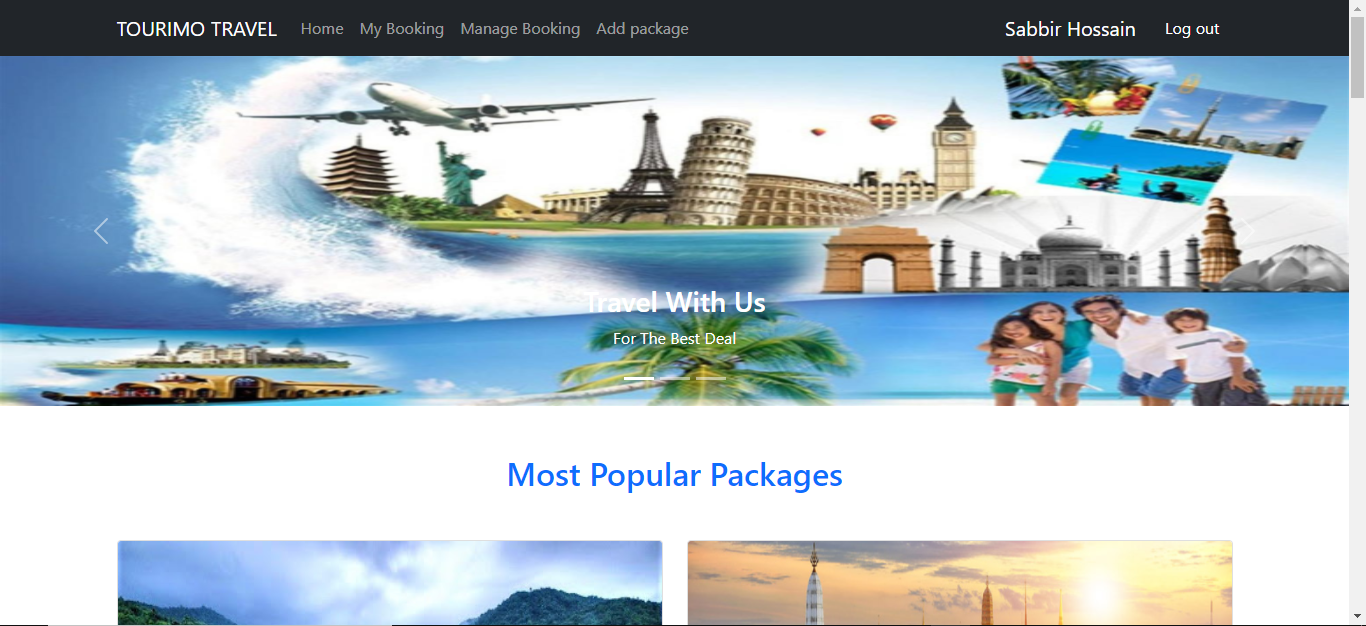 TOURIMO TRAVEL Home My Booking Manage Booking Add package Sabbir Hossain Log out
Travel With Us
For The Best Deal
Most Popular Packages